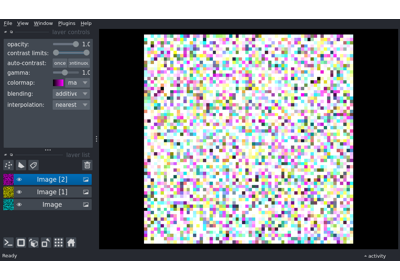 File View Window Plugins Help
layer controls
opacity: 1.0
contrast limits:
auto-contrast: once
gamma: 1.0
colormap: ma
blending: additive
interpolation: nearest
layer list
Image [2]
Image [1]
Image
Ready activity